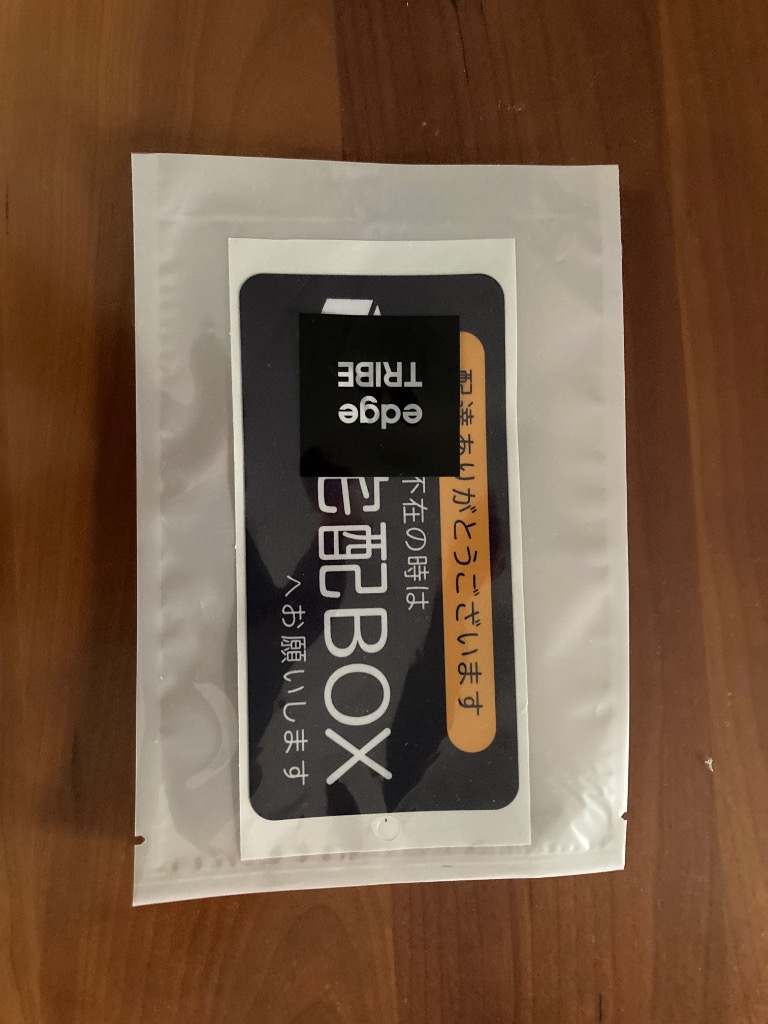 配達ありがとうございます
不在の時は
宅配BOX
へお願いします
edge
TRIBE